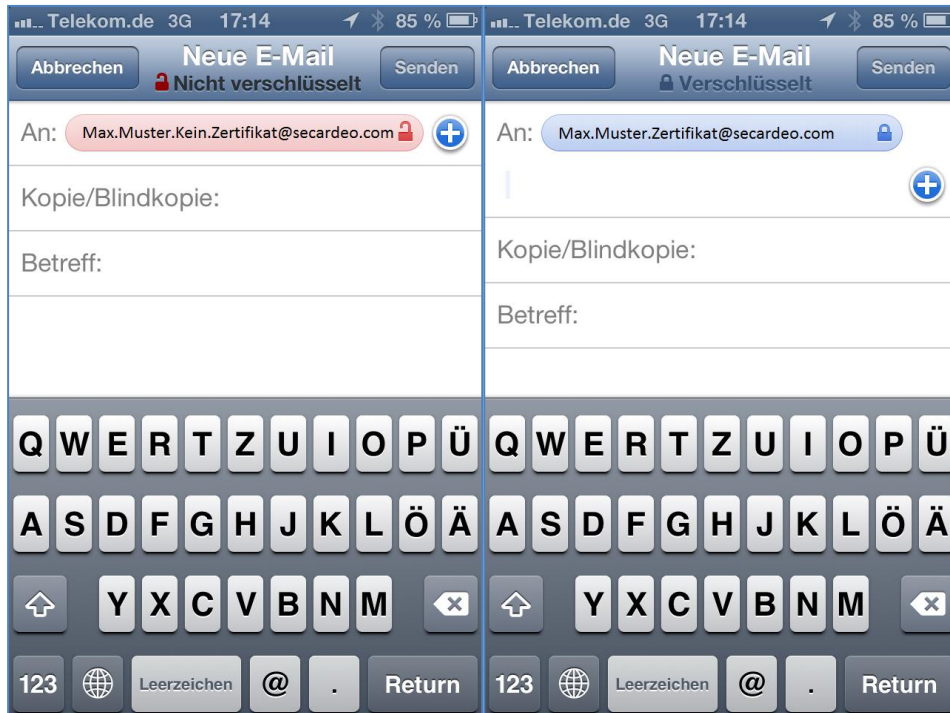 Telekom.de 3G 17:14 85 %
Neue E-Mail
Abbrechen Nicht verschlüsselt Senden
An: Max.Muster.Kein.Zertifikat@secardeo.com
Kopie/Blindkopie:
Betreff:
Q W E R T Z U I O P Ü
A S D F G H J K L Ö Ä
Y X C V B N M
123 Leerzeichen @ . Return
Telekom.de 3G 17:14 85 %
Neue E-Mail
Abbrechen Verschlüsselt Senden
An: Max.Muster.Zertifikat@secardeo.com
Kopie/Blindkopie:
Betreff:
Q W E R T Z U I O P Ü
A S D F G H J K L Ö Ä
Y X C V B N M
123 Leerzeichen @ . Return